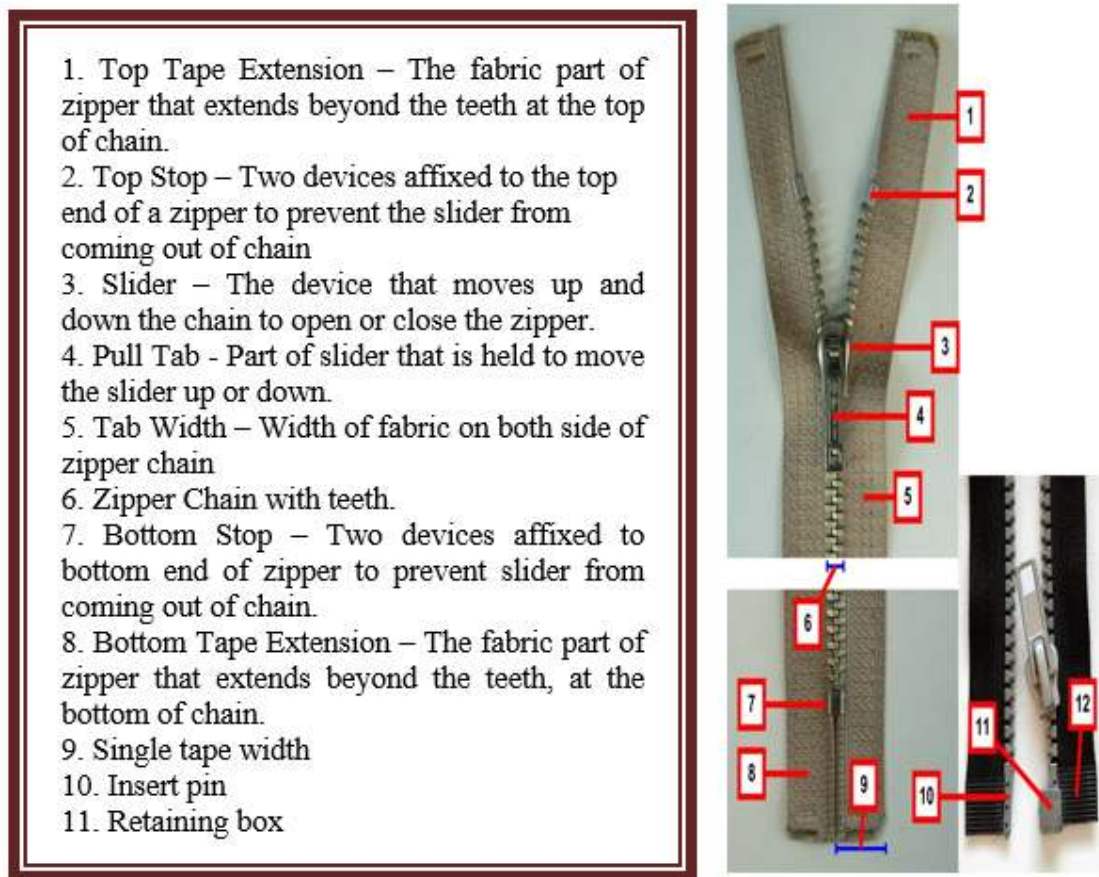 1. Top Tape Extension – The fabric part of
zipper that extends beyond the teeth at the top
of chain.
2. Top Stop – Two devices affixed to the top
end of a zipper to prevent the slider from
coming out of chain
3. Slider – The device that moves up and
down the chain to open or close the zipper.
4. Pull Tab - Part of slider that is held to move
the slider up or down.
5. Tab Width – Width of fabric on both side of
zipper chain
6. Zipper Chain with teeth.
7. Bottom Stop – Two devices affixed to
bottom end of zipper to prevent slider from
coming out of chain.
8. Bottom Tape Extension – The fabric part of
zipper that extends beyond the teeth, at the
bottom of chain.
9. Single tape width
10. Insert pin
11. Retaining box
1
2
3
4
5
6
7
8
9
10
11
12